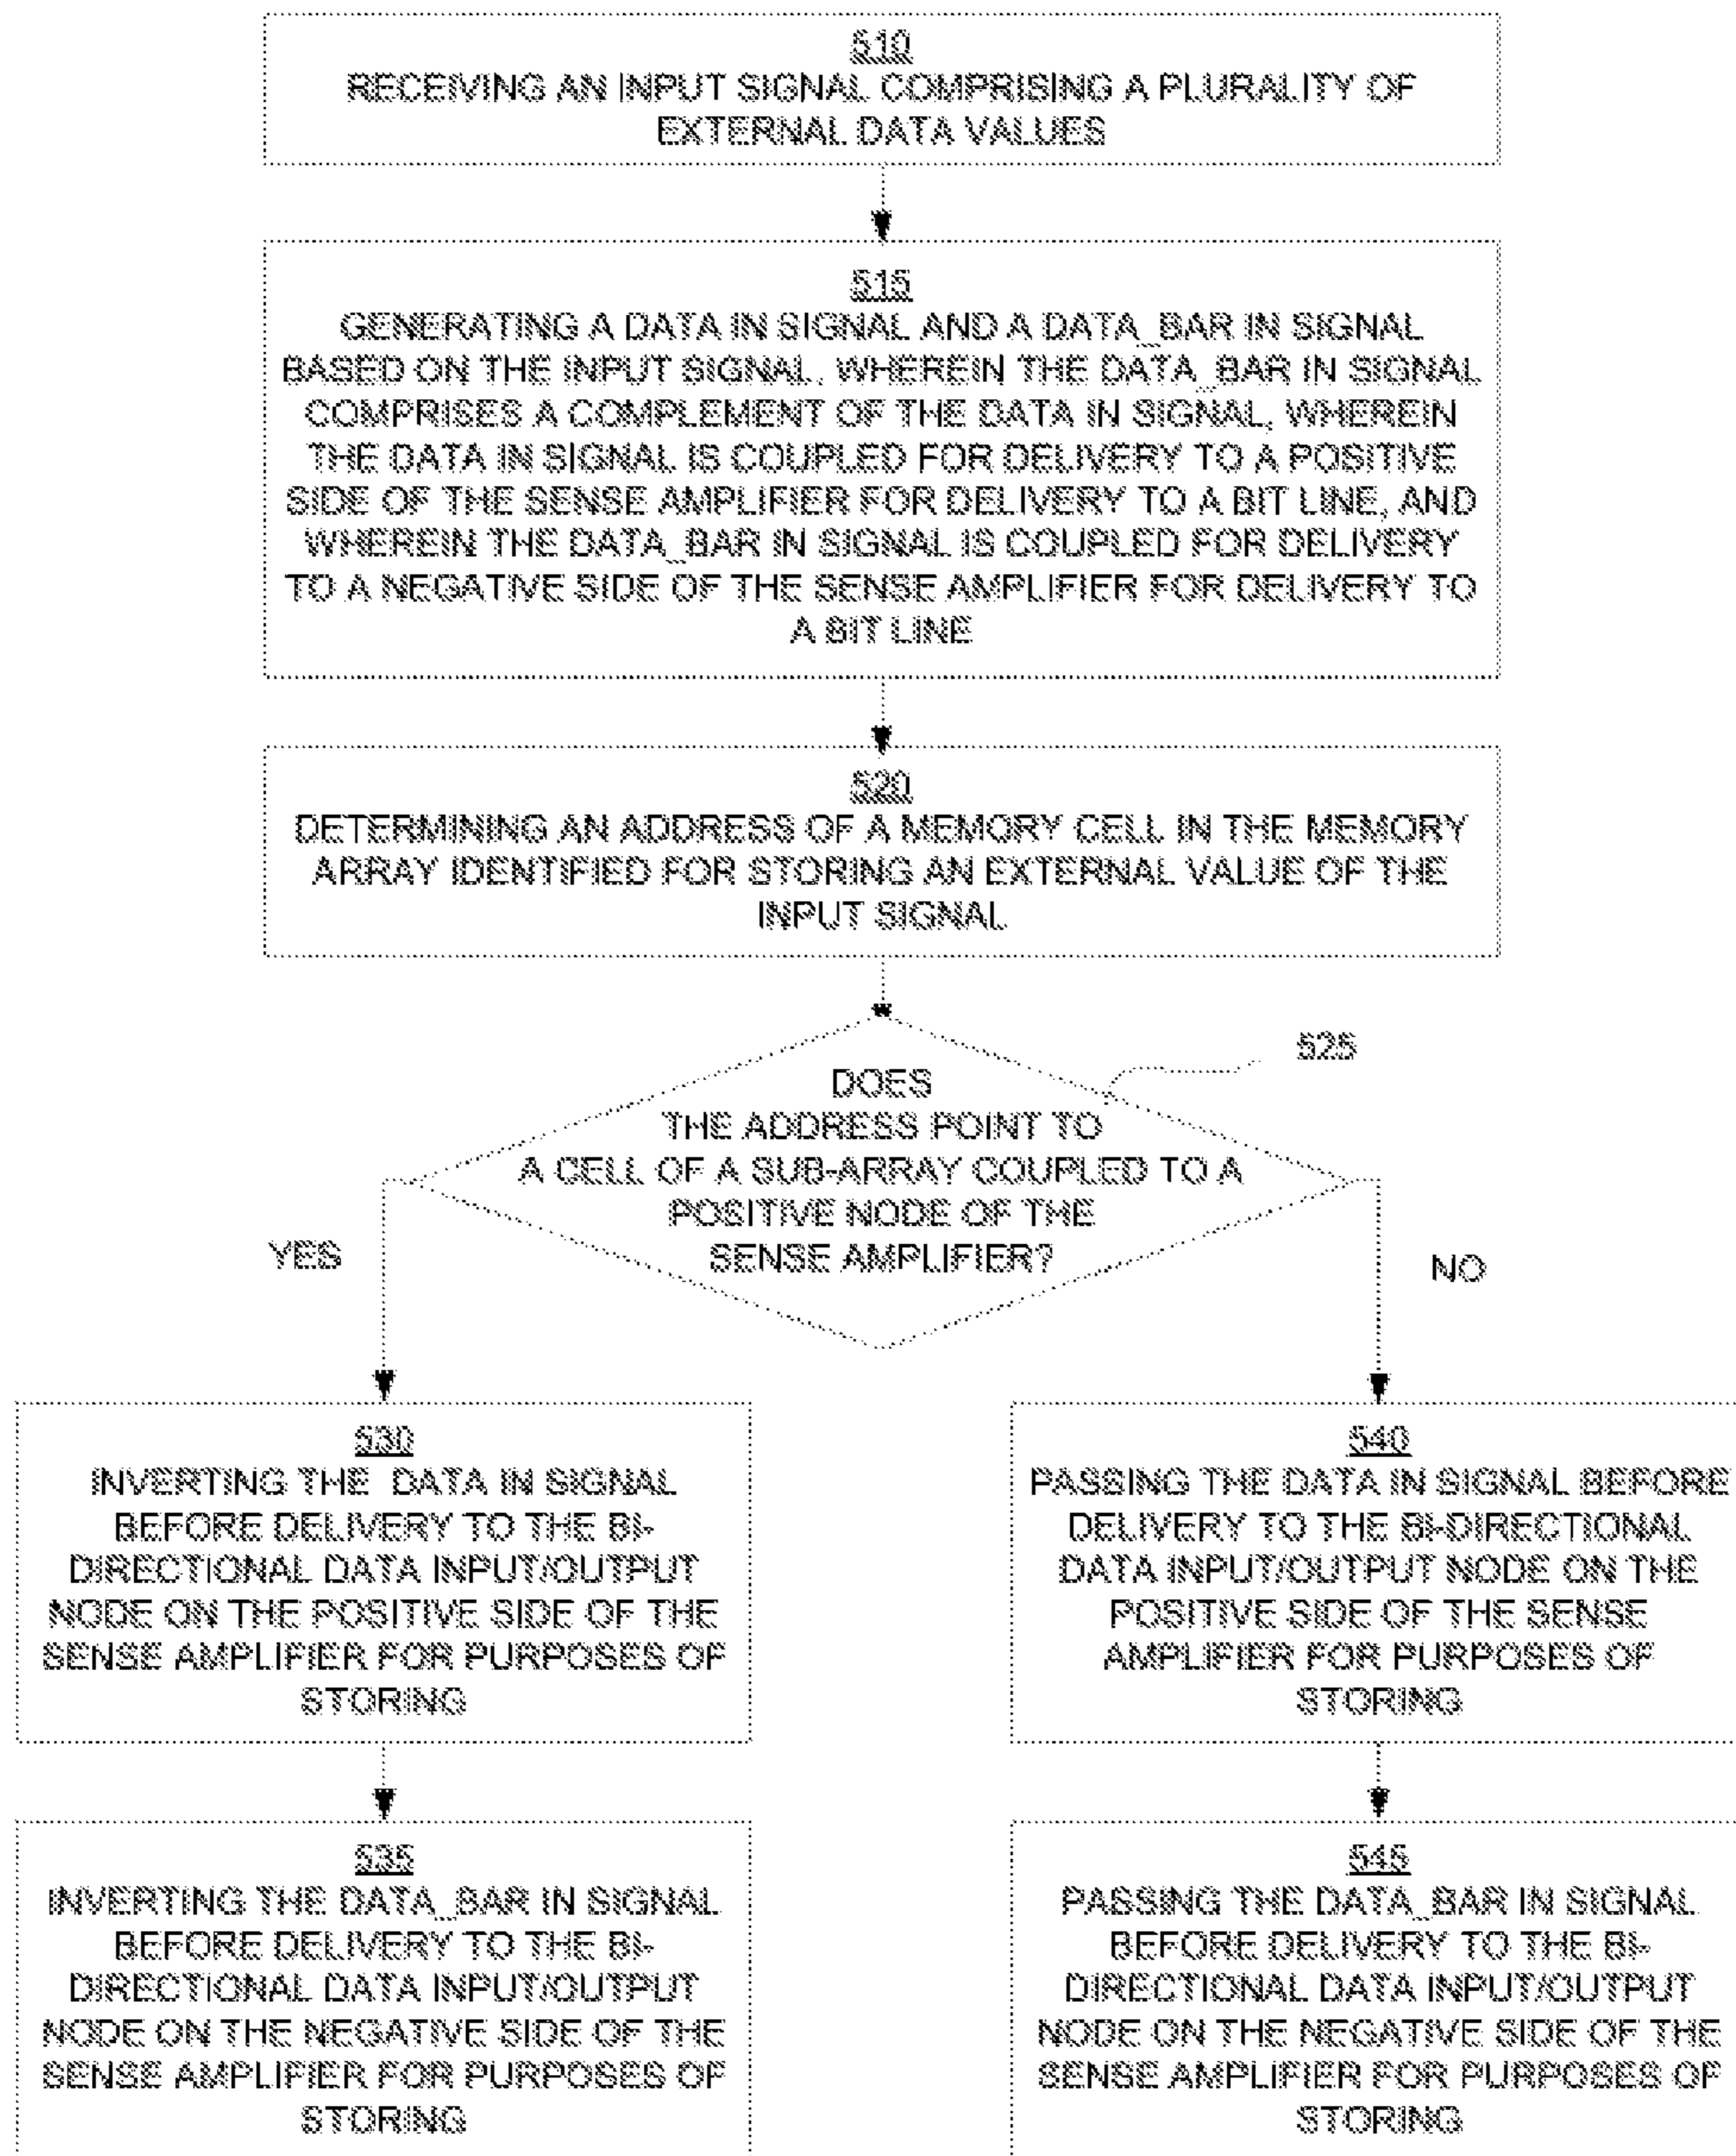 510
RECEIVING AN INPUT SIGNAL COMPRISING A PLURALITY OF
EXTERNAL DATA VALUES
515
GENERATING A DATA IN SIGNAL AND A DATA_BAR IN SIGNAL
BASED ON THE INPUT SIGNAL, WHEREIN THE DATA_BAR IN SIGNAL
COMPRISES A COMPLEMENT OF THE DATA IN SIGNAL, WHEREIN
THE DATA IN SIGNAL IS COUPLED FOR DELIVERY TO A POSITIVE
SIDE OF THE SENSE AMPLIFIER FOR DELIVERY TO A BIT LINE, AND
WHEREIN THE DATA_BAR IN SIGNAL IS COUPLED FOR DELIVERY
TO A NEGATIVE SIDE OF THE SENSE AMPLIFIER FOR DELIVERY TO
A BIT LINE
520
DETERMINING AN ADDRESS OF A MEMORY CELL IN THE MEMORY
ARRAY IDENTIFIED FOR STORING AN EXTERNAL VALUE OF THE
INPUT SIGNAL
525
DOES
THE ADDRESS POINT TO
A CELL OF A SUB-ARRAY COUPLED TO A
POSITIVE NODE OF THE
SENSE AMPLIFIER?
YES
NO
530
INVERTING THE DATA IN SIGNAL
BEFORE DELIVERY TO THE BI-
DIRECTIONAL DATA INPUT/OUTPUT
NODE ON THE POSITIVE SIDE OF THE
SENSE AMPLIFIER FOR PURPOSES OF
STORING
540
PASSING THE DATA IN SIGNAL BEFORE
DELIVERY TO THE BI-DIRECTIONAL
DATA INPUT/OUTPUT NODE ON THE
POSITIVE SIDE OF THE SENSE
AMPLIFIER FOR PURPOSES OF
STORING
535
INVERTING THE DATA_BAR IN SIGNAL
BEFORE DELIVERY TO THE BI-
DIRECTIONAL DATA INPUT/OUTPUT
NODE ON THE NEGATIVE SIDE OF THE
SENSE AMPLIFIER FOR PURPOSES OF
STORING
545
PASSING THE DATA_BAR IN SIGNAL
BEFORE DELIVERY TO THE BI-
DIRECTIONAL DATA INPUT/OUTPUT
NODE ON THE NEGATIVE SIDE OF THE
SENSE AMPLIFIER FOR PURPOSES OF
STORING